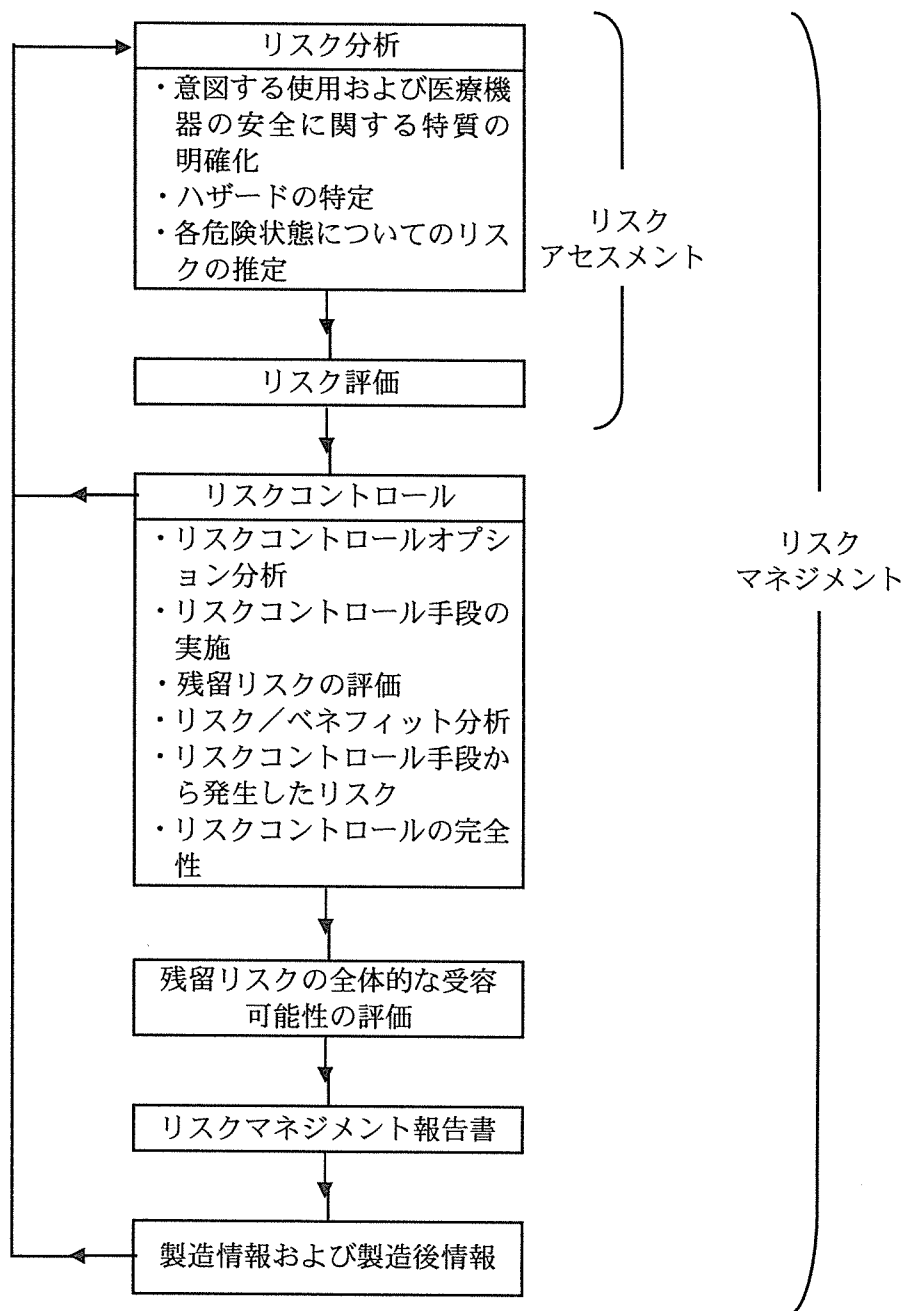 リスク分析
・意図する使用および医療機
器の安全に関する特質の
明確化
・ハザードの特定
・各危険状態についてのリス
クの推定
リスク
アセスメント
リスク評価
リスクコントロール
・リスクコントロールオプシ
ョン分析
・リスクコントロール手段の
実施
・残留リスクの評価
・リスク／ベネフィット分析
・リスクコントロール手段か
ら発生したリスク
・リスクコントロールの完全
性
リスク
マネジメント
残留リスクの全体的な受容
可能性の評価
リスクマネジメント報告書
製造情報および製造後情報